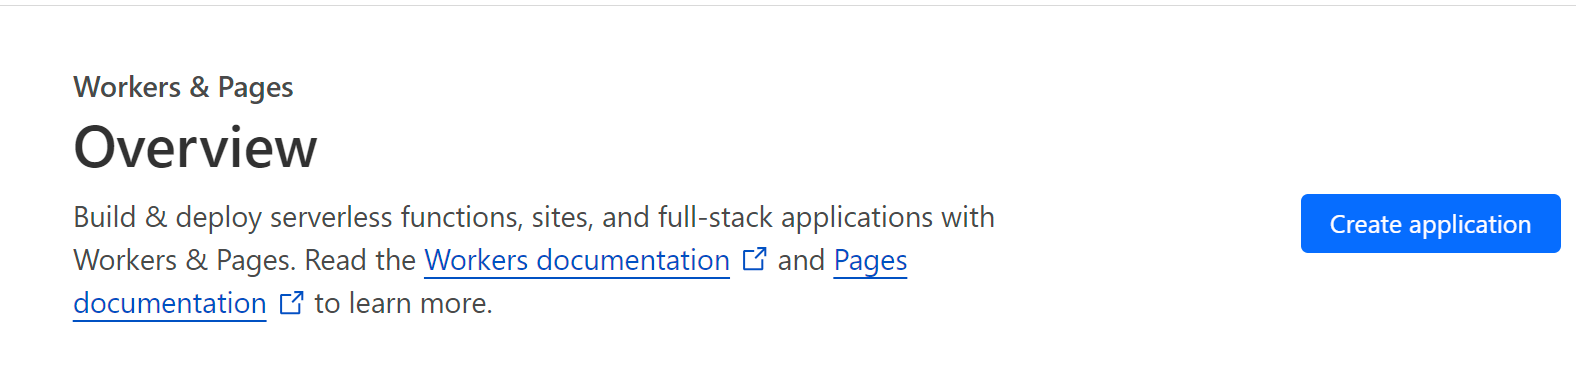 Workers & Pages
Overview
Build & deploy serverless functions, sites, and full-stack applications with
Workers & Pages. Read the Workers documentation and Pages
documentation to learn more.
Create application